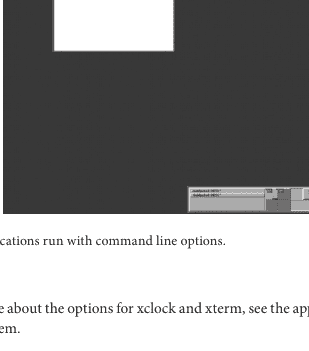 cations run with command line options.
e about the options for xclock and xterm, see the app
em.